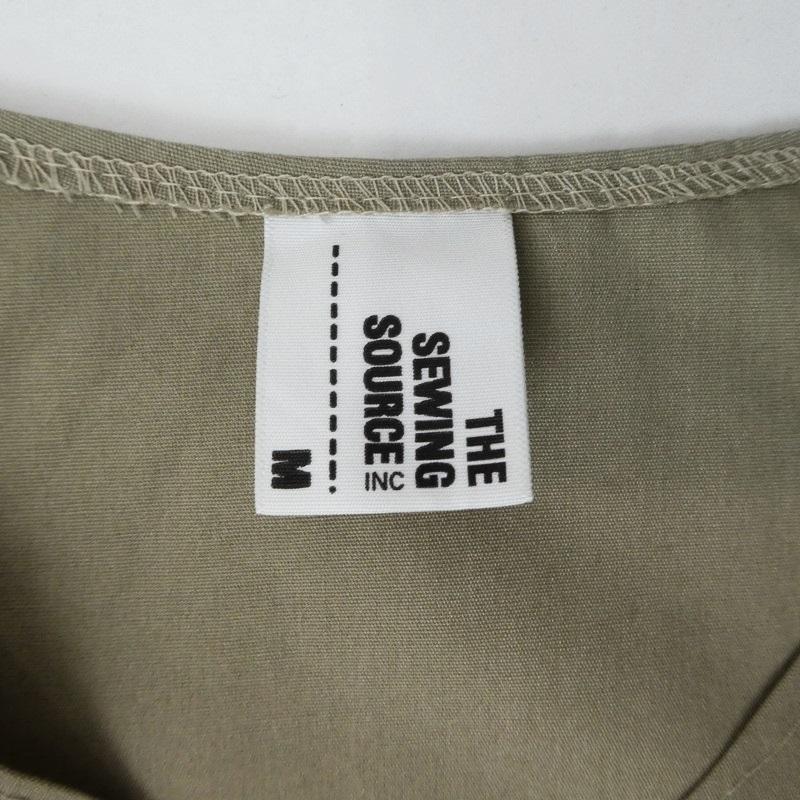 THE
SEWING
SOURCE
INC
M